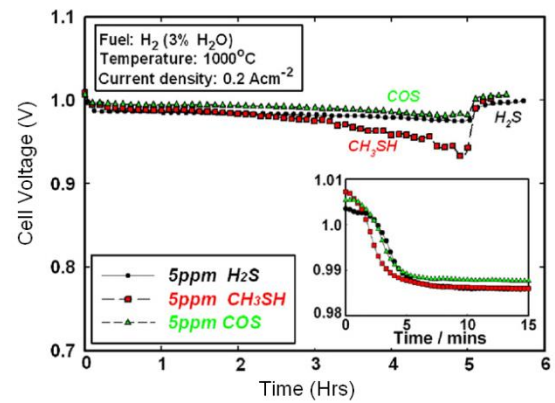 Fuel: H₂ (3% H₂O)
Temperature: 1000°C
Current density: 0.2 Acm⁻²
1.1
1.0
0.9
0.8
0.7
Cell Voltage (V)
COS
H₂S
CH₃SH
5ppm H₂S
5ppm CH₃SH
5ppm COS
1.01
1.0
0.99
0.98
0 5 10 15
Time / mins
0 1 2 3 4 5 6
Time (Hrs)